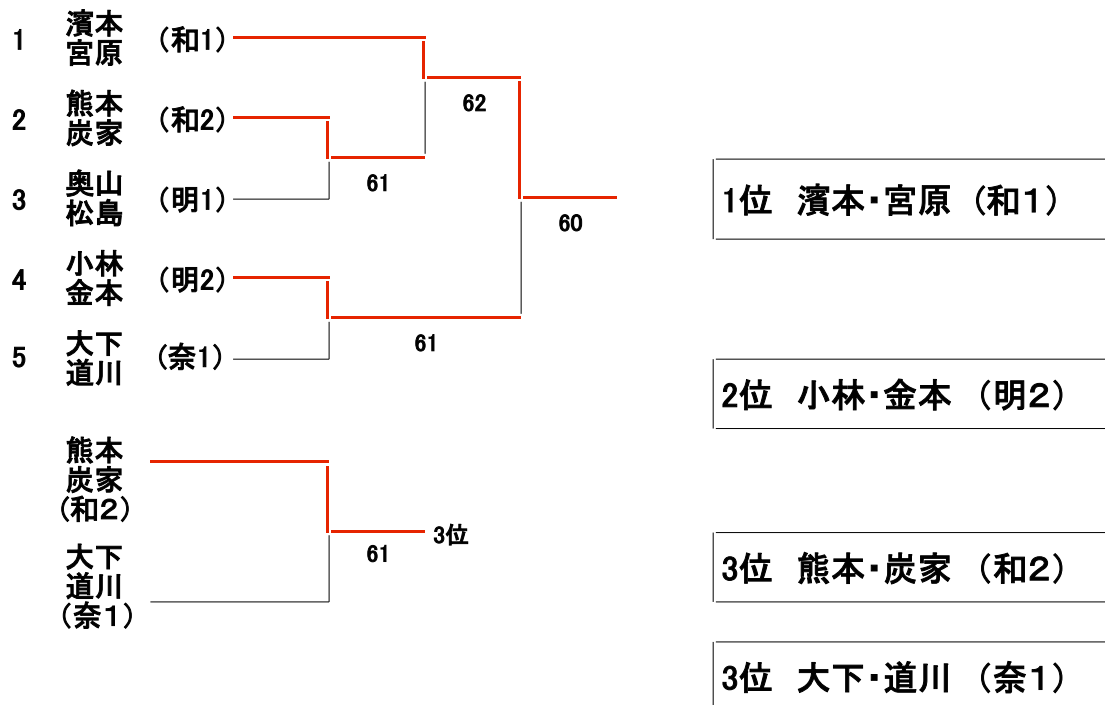 1 濱本 宮原 （和1）
62
2 熊本 炭家 （和2）
61
3 奥山 松島 （明1）
60
4 小林 金本 （明2）
61
5 大下 道川 （奈1）
熊本
炭家
（和２）
61
3位
大下
道川
（奈１）
1位 濱本・宮原 （和１）
2位 小林・金本 （明２）
3位 熊本・炭家 （和２）
3位 大下・道川 （奈１）